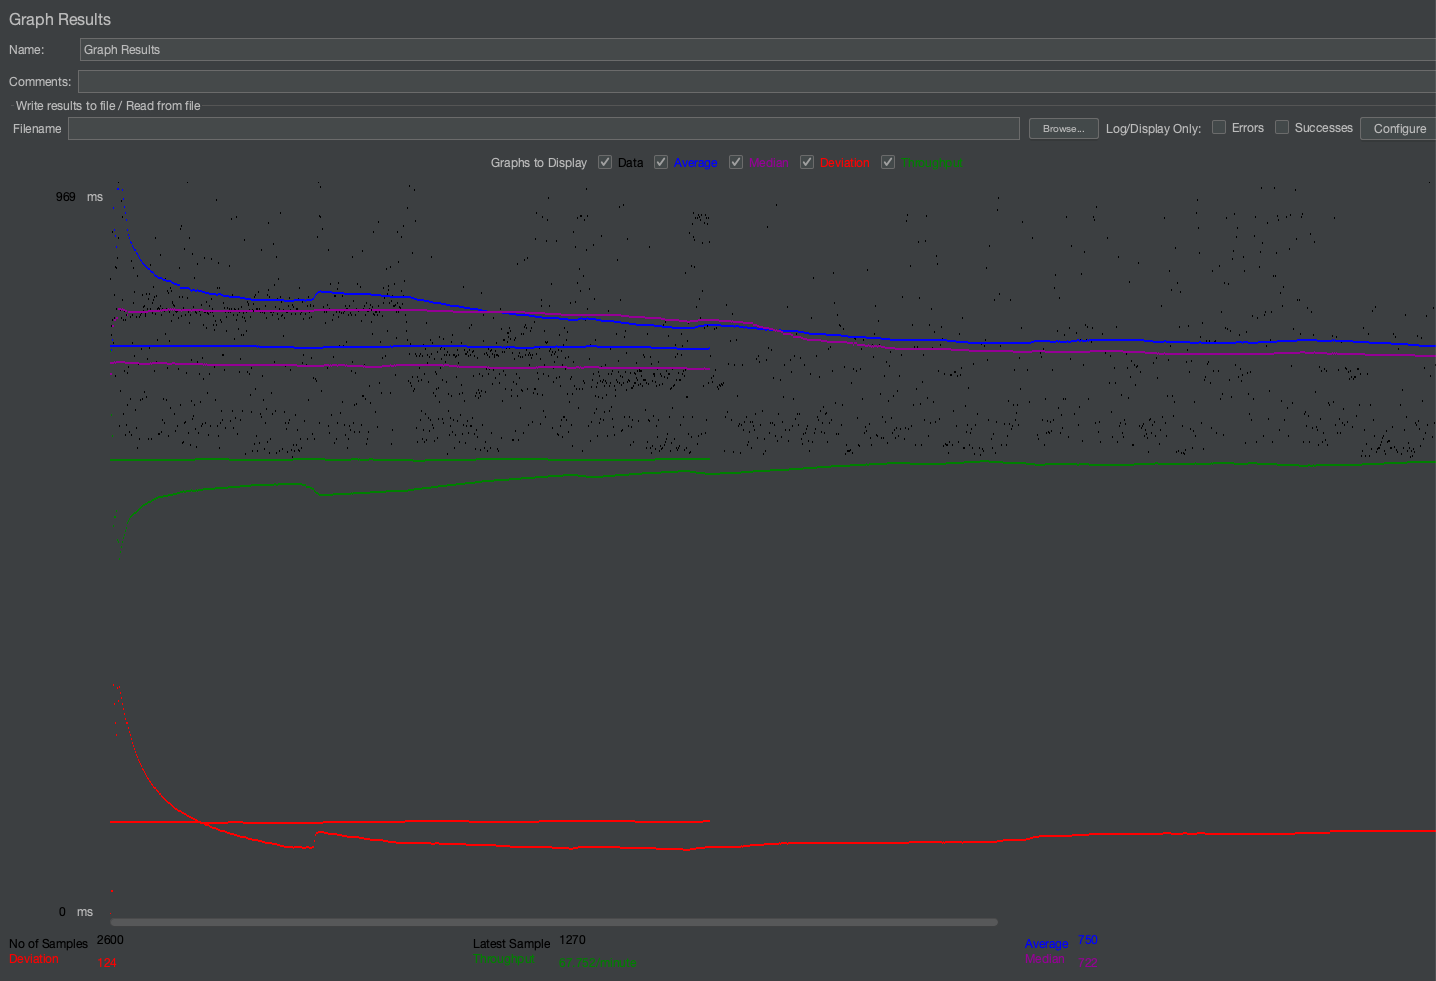 Graph Results
Name: Graph Results
Comments:
Write results to file / Read from file
Filename Browse... Log/Display Only: Errors Successes Configure
Graphs to Display Data Average Median Deviation Throughput
969 ms
0 ms
No of Samples 2600 Latest Sample 1270 Average 750
Deviation 124 Throughput 67.752/minute Median 722